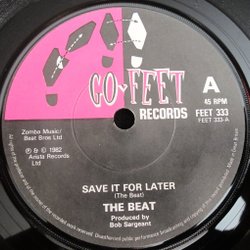 GO-FEET
RECORDS
A
45 RPM
FEET 333
FEET 333-A
Zomba Music/
Beat Bros Ltd
℗ & © 1982
Arista Records
Ltd
SAVE IT FOR LATER
(The Beat)
THE BEAT
Produced by
Bob Sargeant